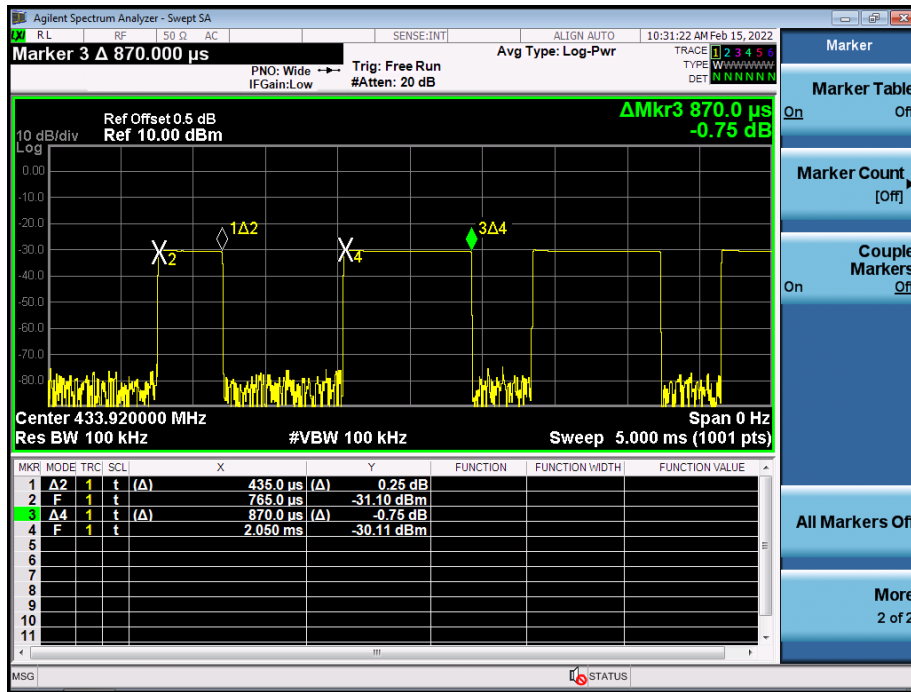 Agilent Spectrum Analyzer - Swept SA
LXI RL RF 50 Ω AC SENSE:INT ALIGN AUTO 10:31:22 AM Feb 15, 2022
Marker 3 Δ 870.000 μs
PNO: Wide
IFGain:Low
Trig: Free Run
#Atten: 20 dB
Avg Type: Log-Pwr
TRACE 1 2 3 4 5 6
TYPE WWWWWW
DET N N N N N N
Ref Offset 0.5 dB
10 dB/div Ref 10.00 dBm
Log
ΔMkr3 870.0 μs
-0.75 dB
0.00
-10.0
-20.0
-30.0
-40.0
-50.0
-60.0
-70.0
-80.0
2
1Δ2
4
3Δ4
Center 433.920000 MHz Span 0 Hz
Res BW 100 kHz #VBW 100 kHz Sweep 5.000 ms (1001 pts)
MKR MODE TRC SCL X Y FUNCTION FUNCTION WIDTH FUNCTION VALUE
1 Δ2 1 t (Δ) 435.0 μs (Δ) 0.25 dB
2 F 1 t 765.0 μs -31.10 dBm
3 Δ4 1 t (Δ) 870.0 μs (Δ) -0.75 dB
4 F 1 t 2.050 ms -30.11 dBm
5
6
7
8
9
10
11
MSG STATUS
Marker
Marker Table
On Off
Marker Count
[Off]
Couple
Markers
On Off
All Markers Off
More
2 of 2